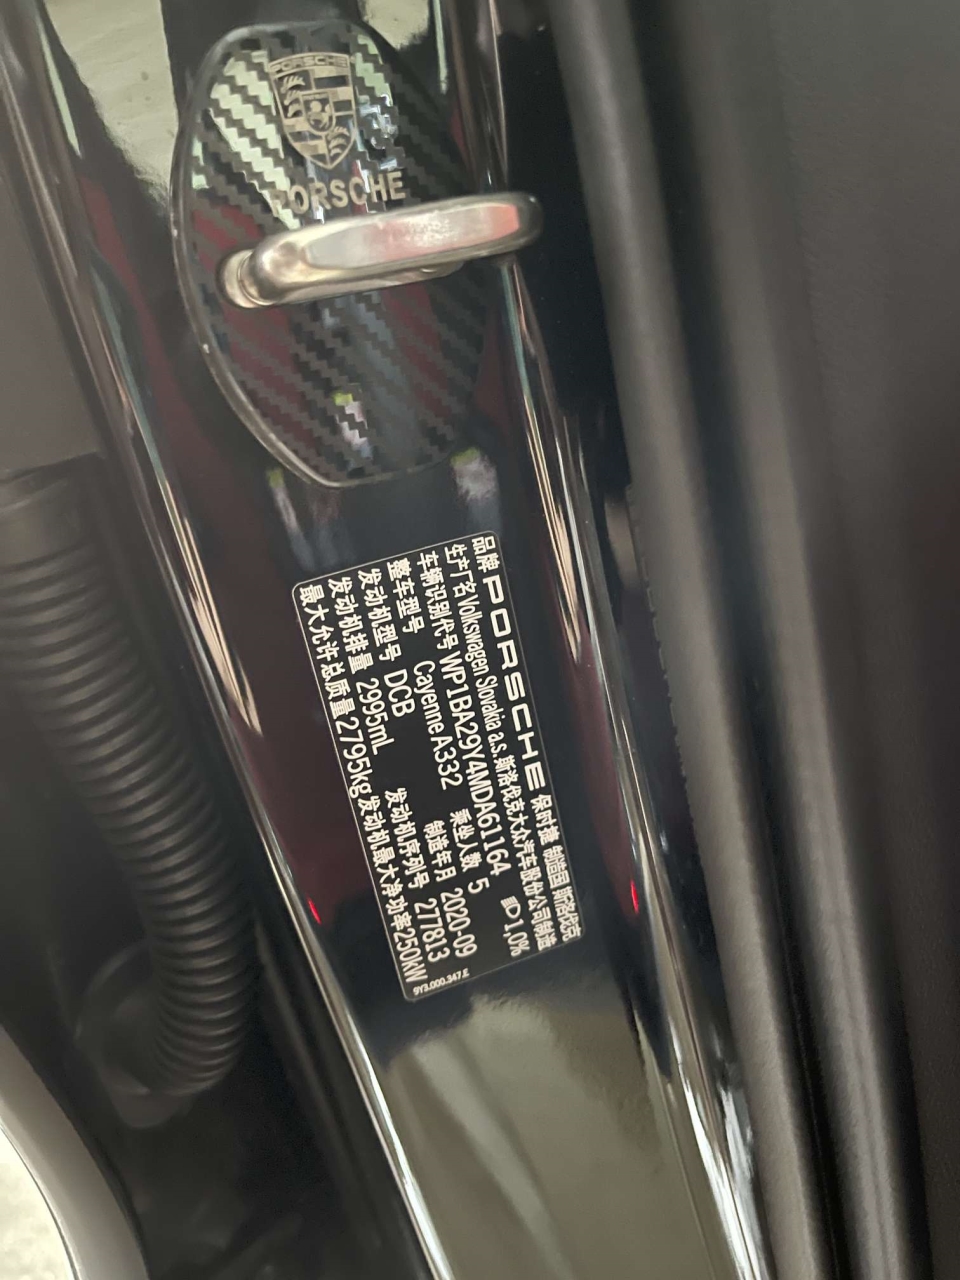 PORSCHE
PORSCHE
品牌 PORSCHE 保时捷 制造国 斯洛伐克
生产厂名 Volkswagen Slovakia a.s. 斯洛伐克大众汽车股份公司制造
车辆识别代号 WP1BA29Y4MDA61164 1,0%
整车型号 Cayenne A332 乘坐人数 5
发动机型号 DCB 制造年月 2020-09
发动机排量 2995mL 发动机序列号 277813
最大允许总质量 2795kg 发动机最大净功率 250kW
9Y3.000.347.E